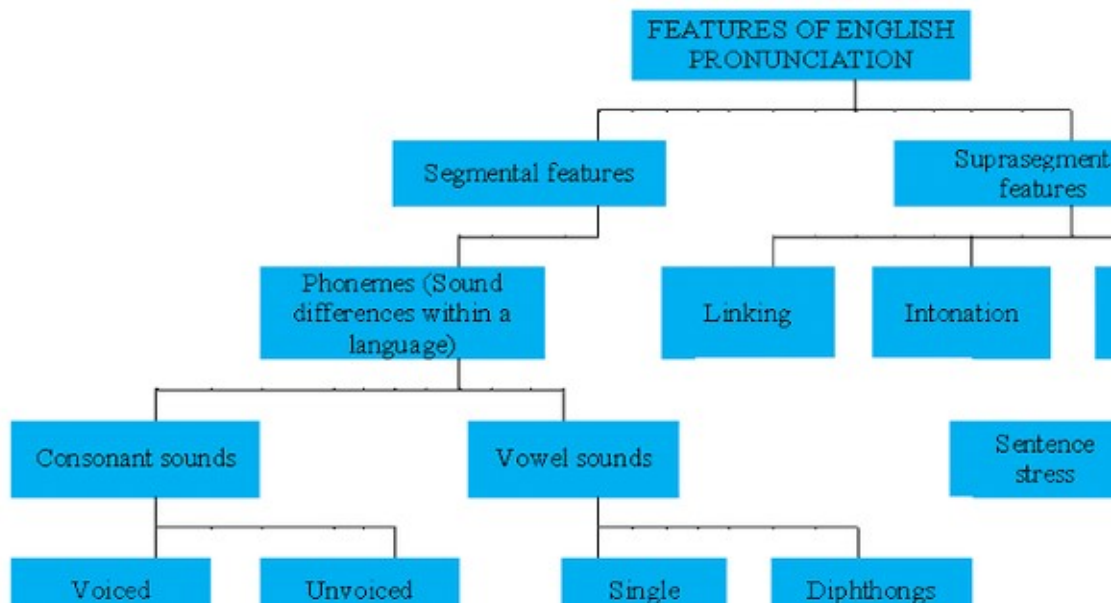 FEATURES OF ENGLISH
PRONUNCIATION
Segmental features
Suprasegment
features
Phonemes (Sound
differences within a
language)
Linking
Intonation
Consonant sounds
Vowel sounds
Sentence
stress
Voiced
Unvoiced
Single
Diphthongs